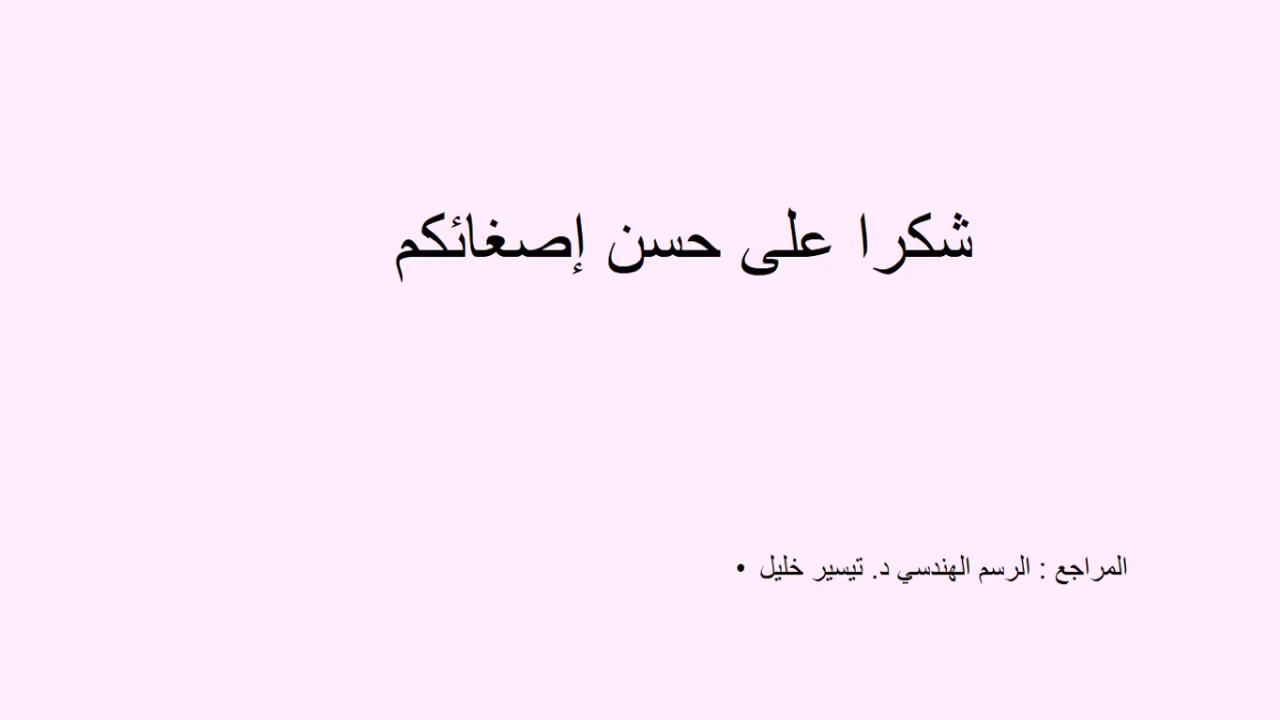 شكرا على حسن إصغائكم
المراجع : الرسم الهندسي د. تيسير خليل •